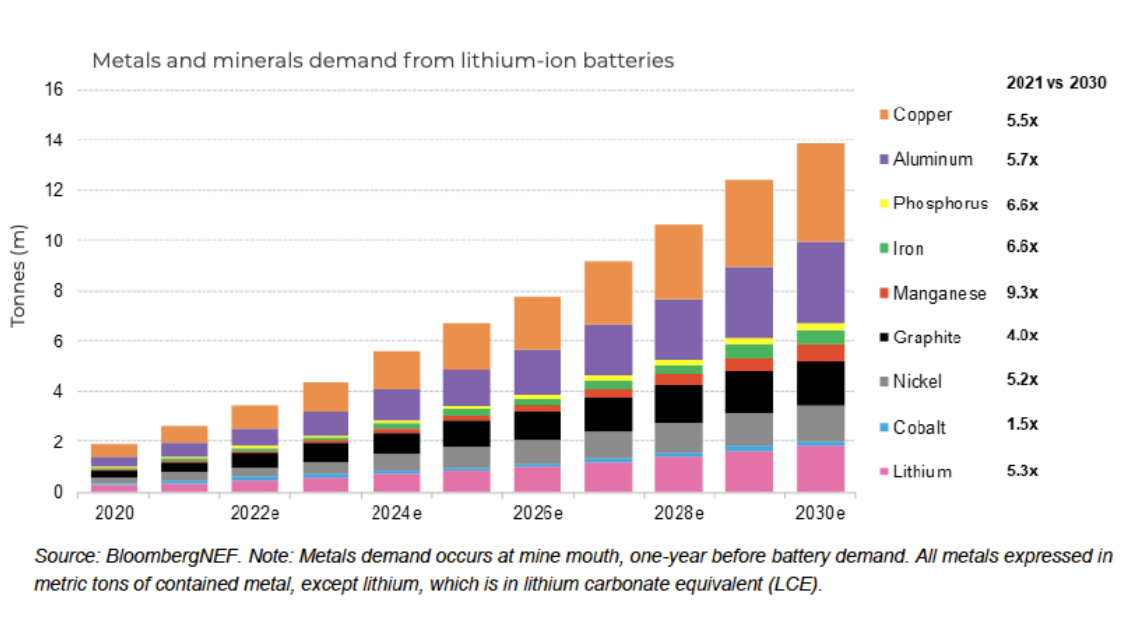 Metals and minerals demand from lithium-ion batteries
2021 vs 2030
16
14
12
10
8
6
4
2
0
Tonnes (m)
2020
2022e
2024e
2026e
2028e
2030e
Copper 5.5x
Aluminum 5.7x
Phosphorus 6.6x
Iron 6.6x
Manganese 9.3x
Graphite 4.0x
Nickel 5.2x
Cobalt 1.5x
Lithium 5.3x
Source: BloombergNEF. Note: Metals demand occurs at mine mouth, one-year before battery demand. All metals expressed in
metric tons of contained metal, except lithium, which is in lithium carbonate equivalent (LCE).